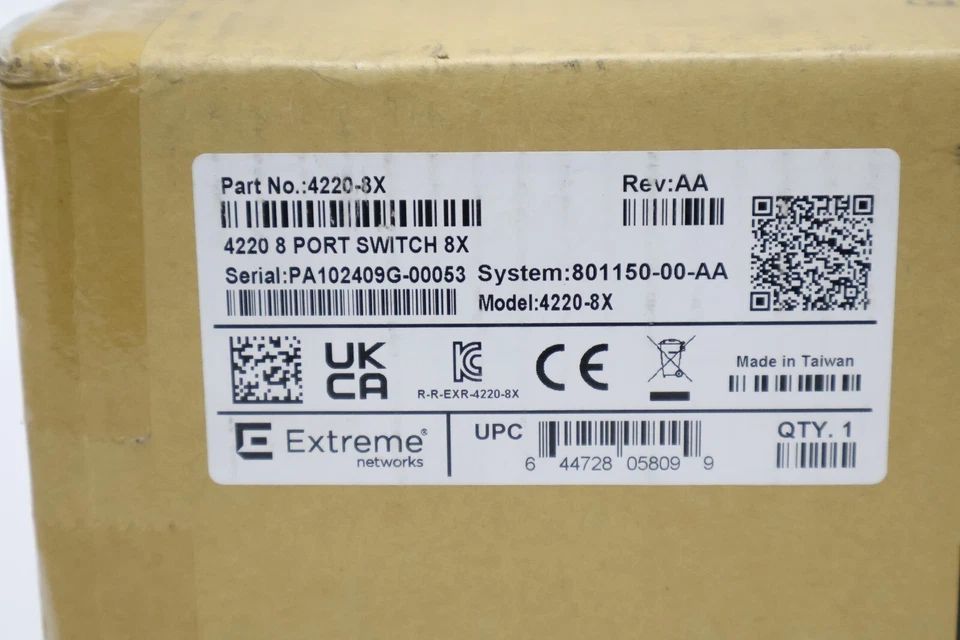 Part No.:4220-8X
Rev:AA
4220 8 PORT SWITCH 8X
Serial:PA102409G-00053
System:801150-00-AA
Model:4220-8X
UK
CA
R-R-EXR-4220-8X
CE
Made in Taiwan
Extreme®
networks
UPC
6 44728 05809 9
QTY. 1